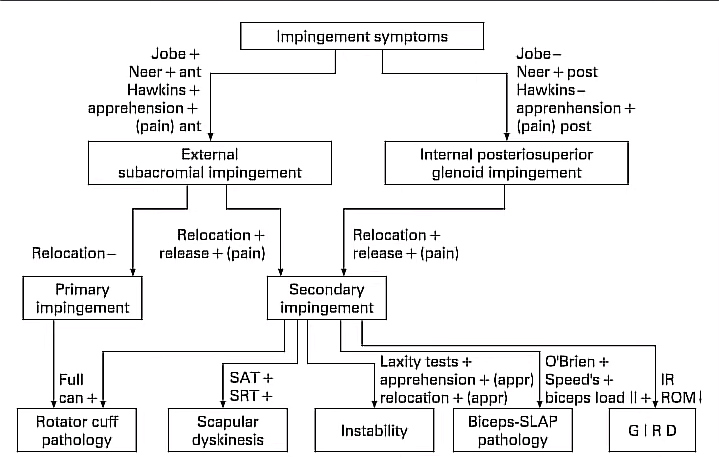 Impingement symptoms
Jobe +
Neer + ant
Hawkins +
apprehension +
(pain) ant
Jobe –
Neer + post
Hawkins –
apprenhension +
(pain) post
External
subacromial impingement
Internal posteriosuperior
glenoid impingement
Relocation –
Relocation +
release + (pain)
Relocation +
release + (pain)
Primary
impingement
Secondary
impingement
Full
can +
SAT +
SRT +
Laxity tests +
apprehension + (appr)
relocation + (appr)
O'Brien +
Speed's +
biceps load II +
IR
ROM↓
Rotator cuff
pathology
Scapular
dyskinesis
Instability
Biceps-SLAP
pathology
G I R D